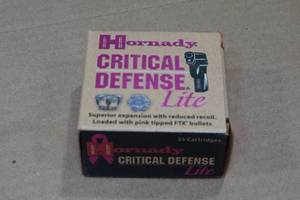 Hornady
CRITICAL
DEFENSE
Lite
Superior expansion with reduced recoil.
Loaded with pink tipped FTX® bullets
25 Cartridges
Hornady
CRITICAL DEFENSE
Lite